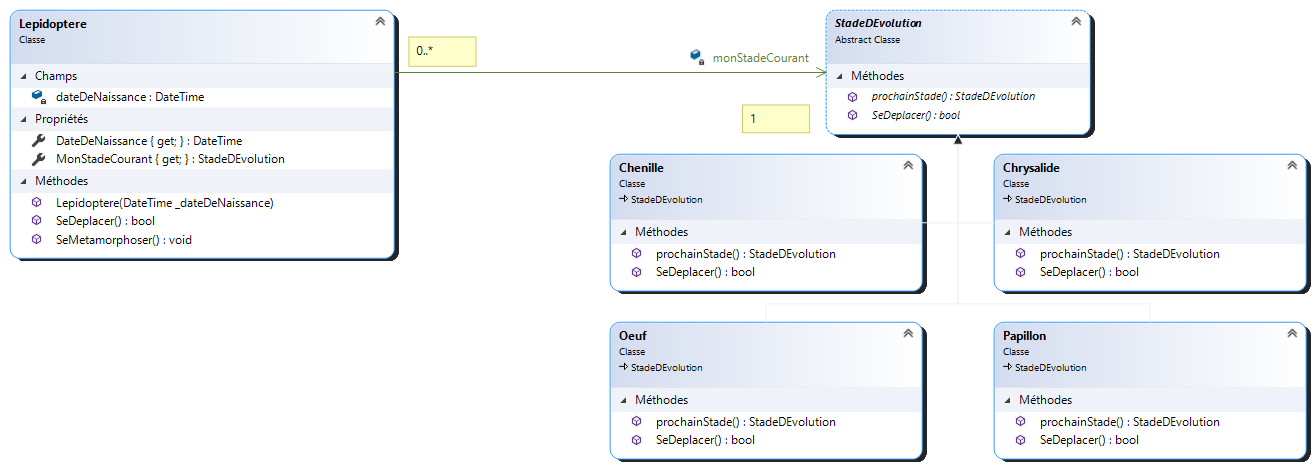 Lepidoptere
Classe
Champs
dateDeNaissance : DateTime
Propriétés
DateDeNaissance { get; } : DateTime
MonStadeCourant { get; } : StadeDEvolution
Méthodes
Lepidoptere(DateTime _dateDeNaissance)
SeDeplacer() : bool
SeMetamorphoser() : void
0..*
monStadeCourant
1
StadeDEvolution
Abstract Classe
Méthodes
prochainStade() : StadeDEvolution
SeDeplacer() : bool
Chenille
Classe
StadeDEvolution
Méthodes
prochainStade() : StadeDEvolution
SeDeplacer() : bool
Chrysalide
Classe
StadeDEvolution
Méthodes
prochainStade() : StadeDEvolution
SeDeplacer() : bool
Oeuf
Classe
StadeDEvolution
Méthodes
prochainStade() : StadeDEvolution
SeDeplacer() : bool
Papillon
Classe
StadeDEvolution
Méthodes
prochainStade() : StadeDEvolution
SeDeplacer() : bool